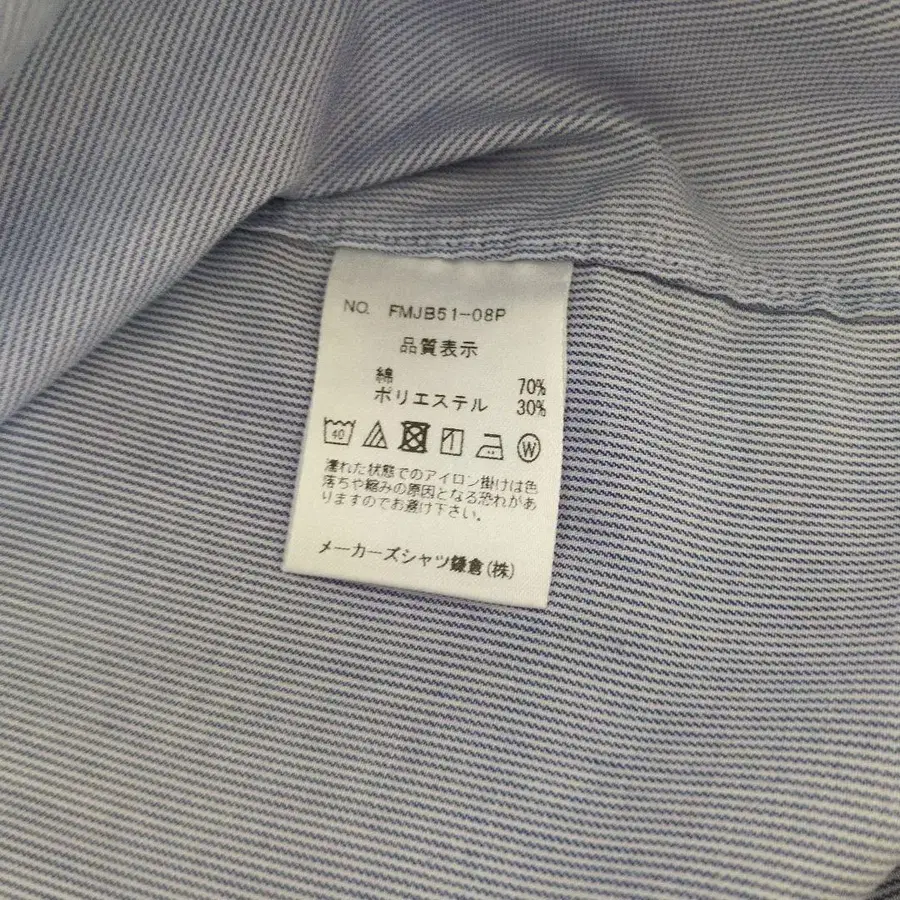 NO. FMJB51-08P
品質表示
綿 70%
ポリエステル 30%
40 W
濡れた状態でのアイロン掛けは色
落ちや縮みの原因となる恐れがあ
りますのでお避け下さい。
メーカーズシャツ鎌倉(株)